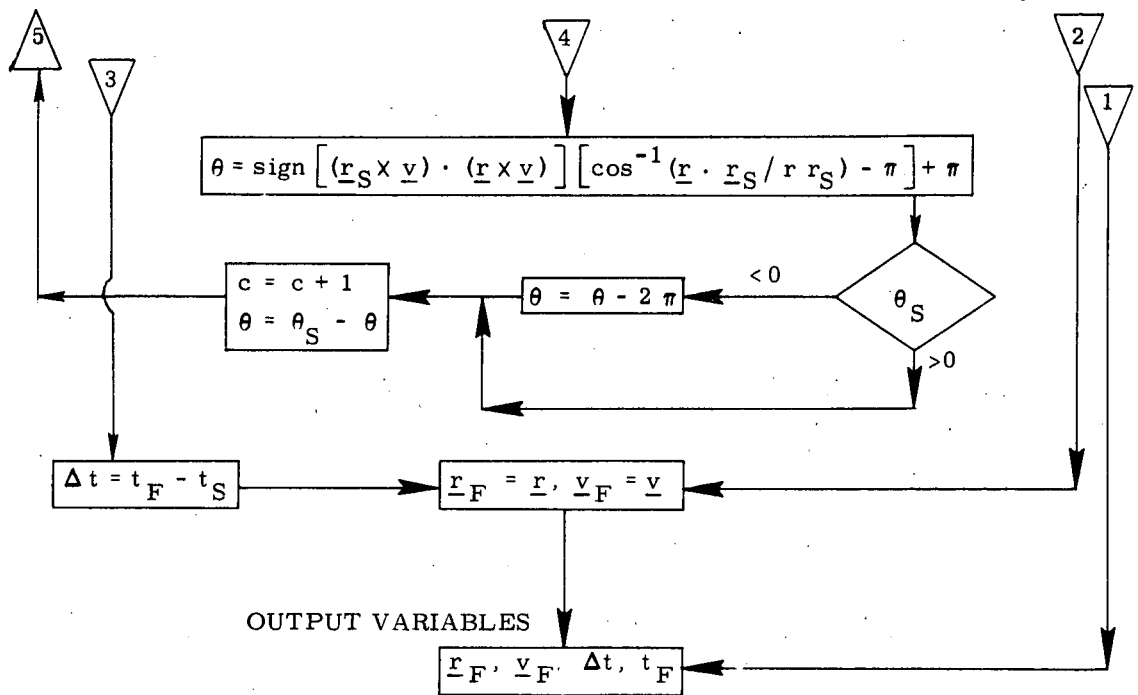 5
4
2
3
1
θ = sign [(r_S × v) · (r × v)] [cos⁻¹ (r · r_S / r r_S) - π] + π
<0
c = c + 1
θ = θ_S - θ
θ = θ - 2 π
θ_S
>0
Δt = t_F - t_S
r_F = r, v_F = v
OUTPUT VARIABLES
r_F, v_F, Δt, t_F